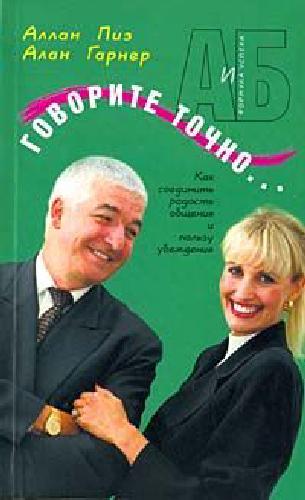 Аллан Пиз
Алан Гарнер
А И Б
ФОРМУЛА УСПЕХА
ГОВОРИТЕ ТОЧНО...
Как
соединить
радость
общения
и
пользу
убеждения